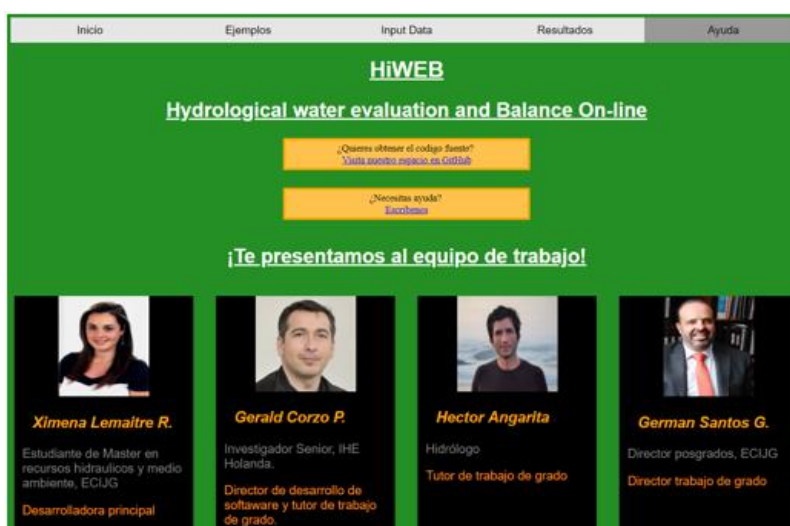 Inicio Ejemplos Input Data Resultados Ayuda
HiWEB
Hydrological water evaluation and Balance On-line
¿Quieres obtener el codigo fuente?
Visita nuestro espacio en GitHub
¿Necesitas ayuda?
Escribenos
¡Te presentamos al equipo de trabajo!
Ximena Lemaitre R.
Estudiante de Master en
recursos hidraulicos y medio
ambiente, ECIJG
Desarrolladora principal
Gerald Corzo P.
Investigador Senior, IHE
Holanda.
Director de desarrollo de
softaware y tutor de trabajo
de grado.
Hector Angarita
Hidrólogo
Tutor de trabajo de grado
German Santos G.
Director posgrados, ECIJG
Director trabajo de grado